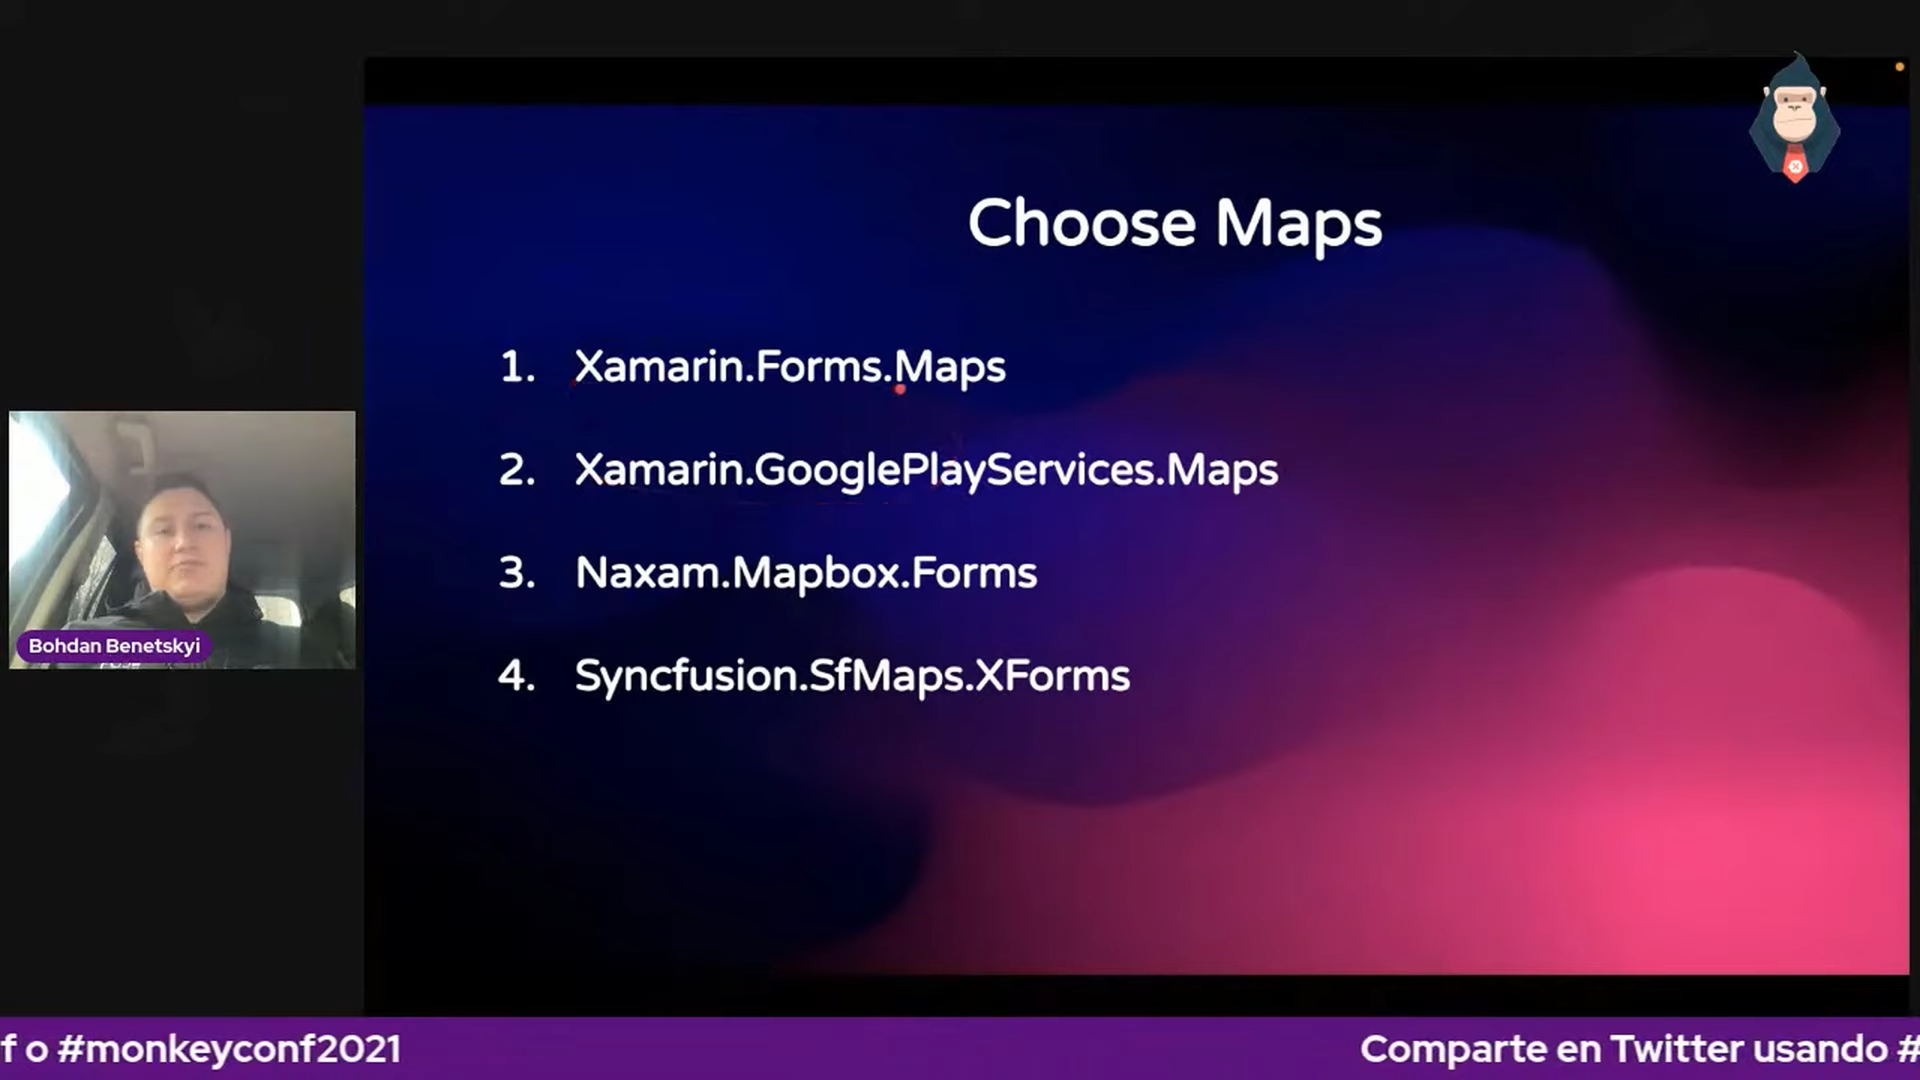 Choose Maps
1. Xamarin.Forms.Maps
2. Xamarin.GooglePlayServices.Maps
3. Naxam.Mapbox.Forms
4. Syncfusion.SfMaps.XForms
Bohdan Benetskyi
f o #monkeyconf2021
Comparte en Twitter usando #